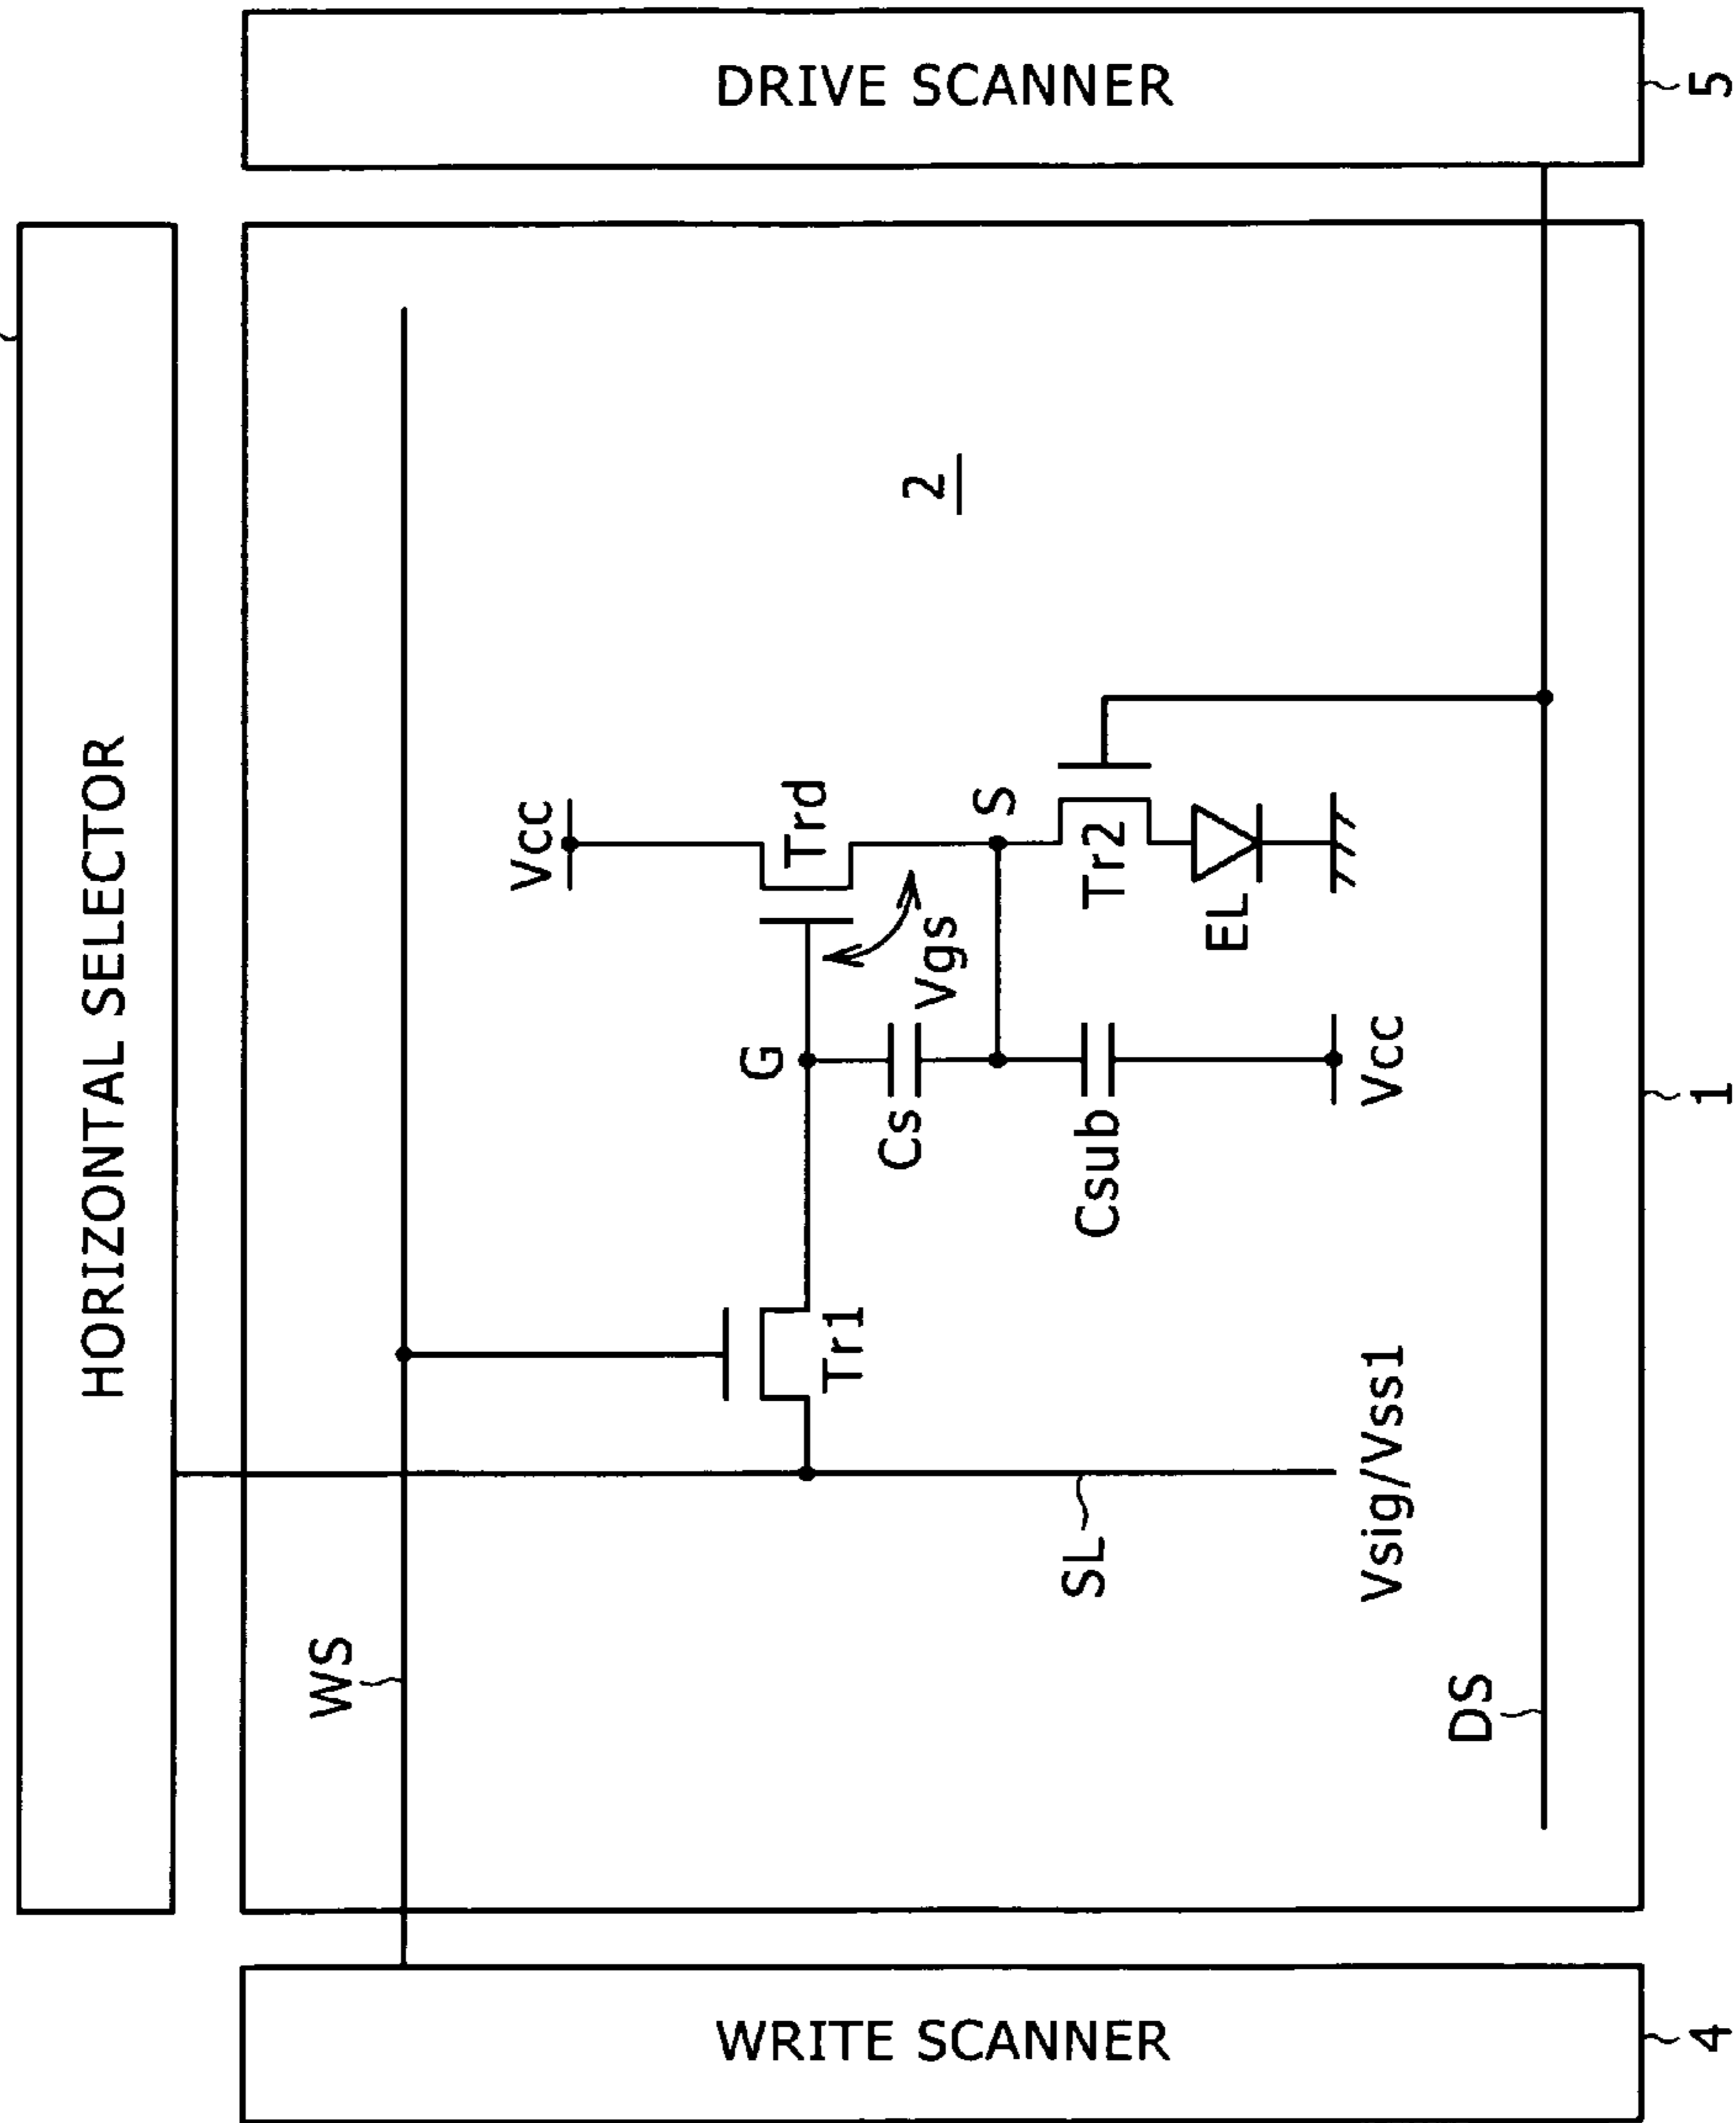 DRIVE SCANNER
5
HORIZONTAL SELECTOR
WS
Vcc
Trd
G
Vgs
S
2
Cs
Tr1
Csub
Tr2
EL
SL
Vsig/Vss1
Vcc
DS
1
WRITE SCANNER
4